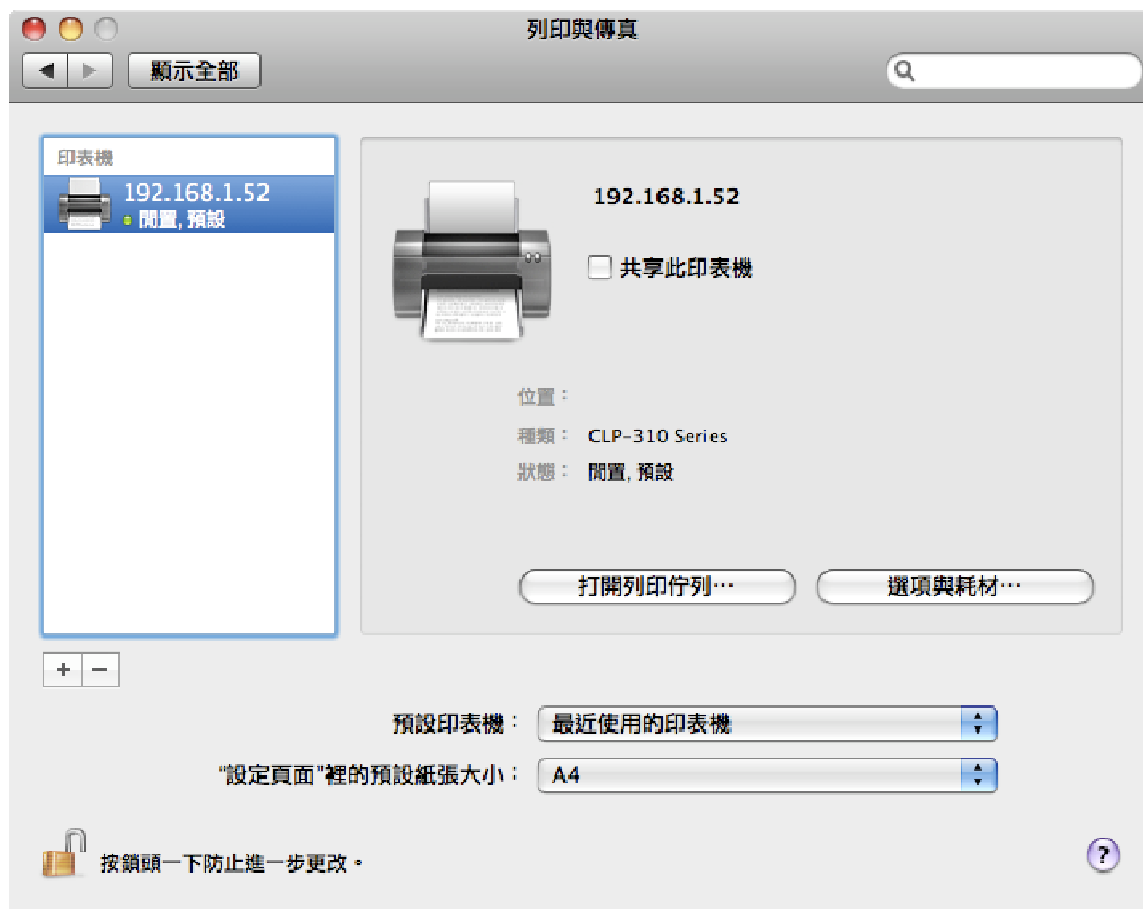 列印與傳真
顯示全部
印表機
192.168.1.52
閒置, 預設
192.168.1.52
共享此印表機
位置：
種類： CLP-310 Series
狀態： 閒置, 預設
打開列印佇列… 選項與耗材…
+ −
預設印表機： 最近使用的印表機
“設定頁面”裡的預設紙張大小： A4
按鎖頭一下防止進一步更改。
?